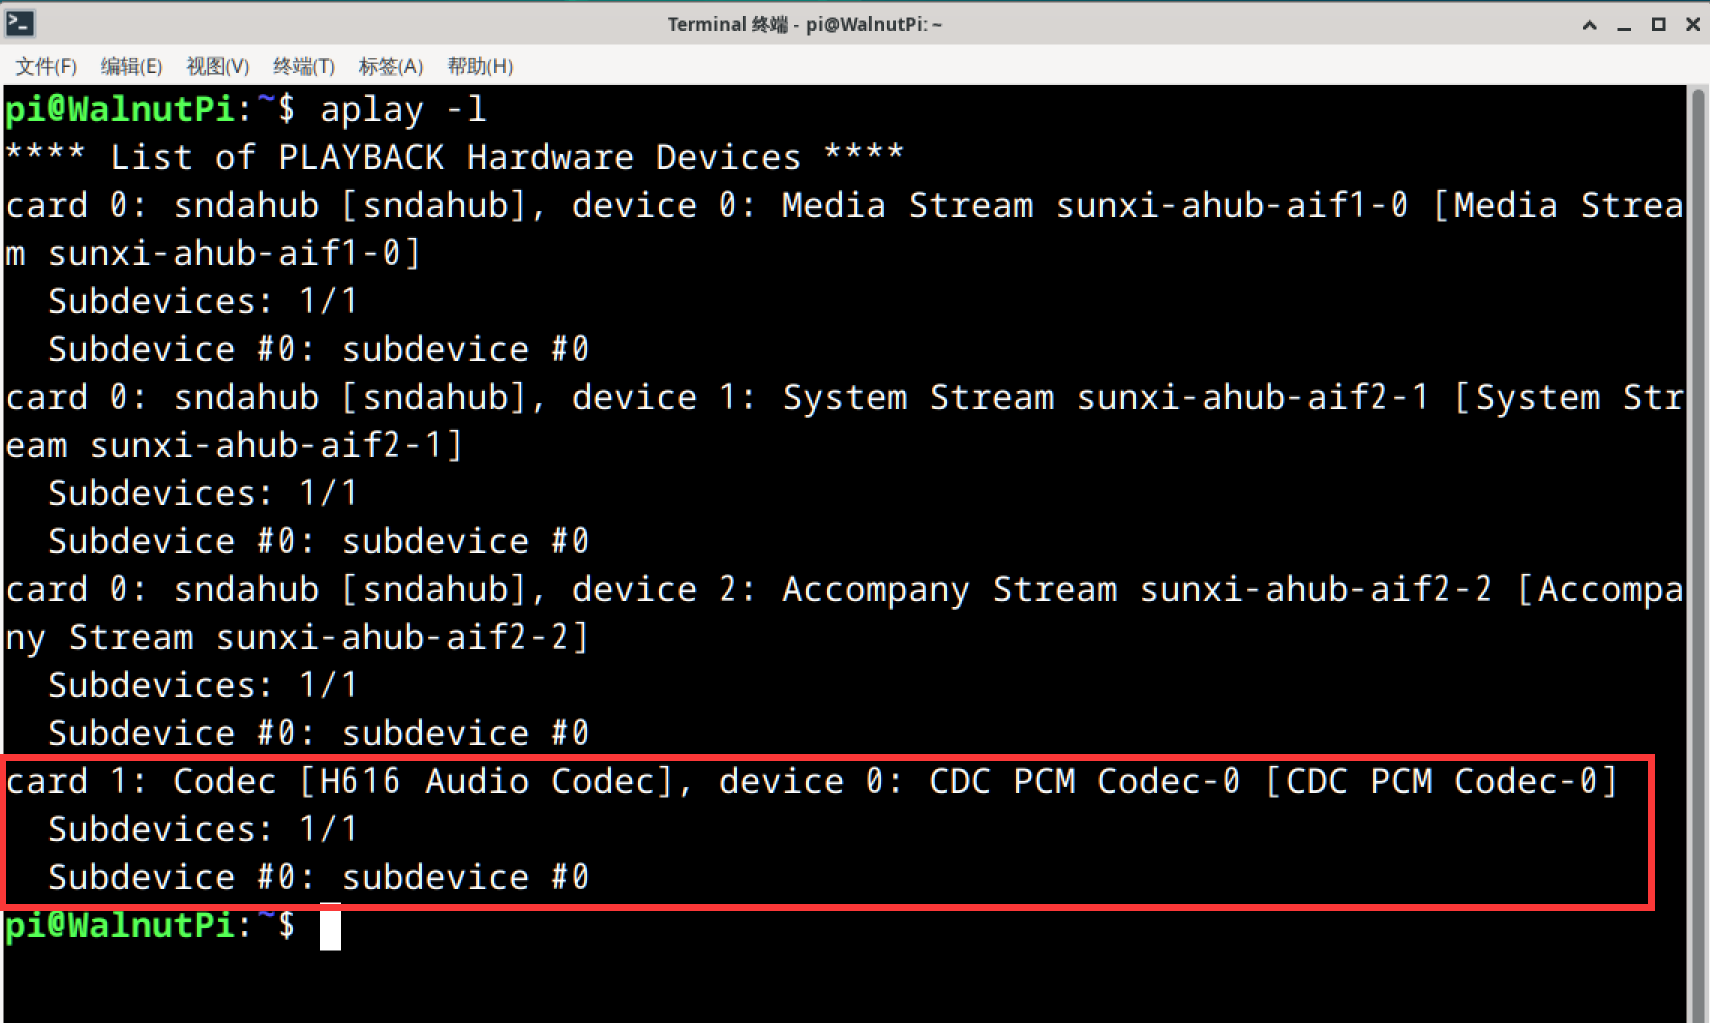 Terminal 终端 - pi@WalnutPi: ~
文件(F) 编辑(E) 视图(V) 终端(T) 标签(A) 帮助(H)
pi@WalnutPi:~$ aplay -l
**** List of PLAYBACK Hardware Devices ****
card 0: sndahub [sndahub], device 0: Media Stream sunxi-ahub-aif1-0 [Media Strea
m sunxi-ahub-aif1-0]
  Subdevices: 1/1
  Subdevice #0: subdevice #0
card 0: sndahub [sndahub], device 1: System Stream sunxi-ahub-aif2-1 [System Str
eam sunxi-ahub-aif2-1]
  Subdevices: 1/1
  Subdevice #0: subdevice #0
card 0: sndahub [sndahub], device 2: Accompany Stream sunxi-ahub-aif2-2 [Accompa
ny Stream sunxi-ahub-aif2-2]
  Subdevices: 1/1
  Subdevice #0: subdevice #0
card 1: Codec [H616 Audio Codec], device 0: CDC PCM Codec-0 [CDC PCM Codec-0]
  Subdevices: 1/1
  Subdevice #0: subdevice #0
pi@WalnutPi:~$